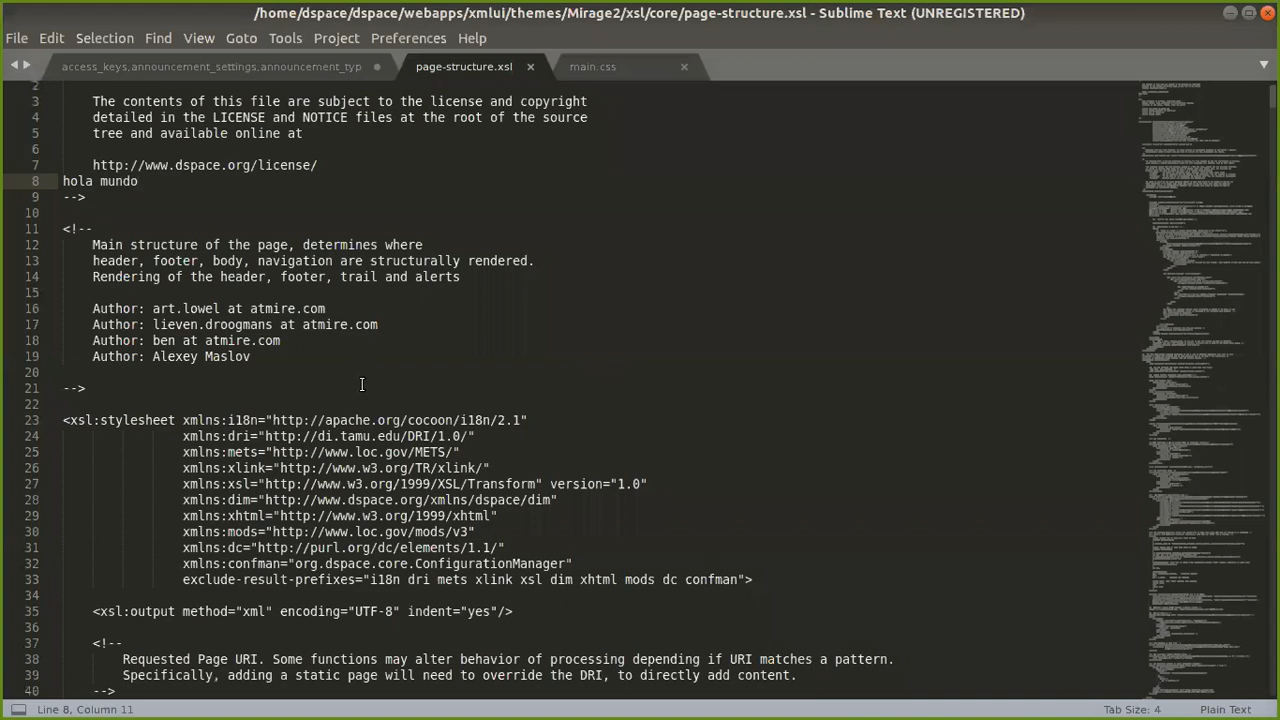 /home/dspace/dspace/webapps/xmlui/themes/Mirage2/xsl/core/page-structure.xsl - Sublime Text (UNREGISTERED)
File Edit Selection Find View Goto Tools Project Preferences Help
access_keys,announcement_settings,announcement_typ page-structure.xsl × main.css ×
2
3 The contents of this file are subject to the license and copyright
4 detailed in the LICENSE and NOTICE files at the root of the source
5 tree and available online at
6
7 http://www.dspace.org/license/
8 hola mundo
9 -->
10
11 <!--
12 Main structure of the page, determines where
13 header, footer, body, navigation are structurally rendered.
14 Rendering of the header, footer, trail and alerts
15
16 Author: art.lowel at atmire.com
17 Author: lieven.droogmans at atmire.com
18 Author: ben at atmire.com
19 Author: Alexey Maslov
20
21 -->
22
23 <xsl:stylesheet xmlns:i18n="http://apache.org/cocoon/i18n/2.1"
24 xmlns:dri="http://di.tamu.edu/DRI/1.0/"
25 xmlns:mets="http://www.loc.gov/METS/"
26 xmlns:xlink="http://www.w3.org/TR/xlink/"
27 xmlns:xsl="http://www.w3.org/1999/XSL/Transform" version="1.0"
28 xmlns:dim="http://www.dspace.org/xmlns/dspace/dim"
29 xmlns:xhtml="http://www.w3.org/1999/xhtml"
30 xmlns:mods="http://www.loc.gov/mods/v3"
31 xmlns:dc="http://purl.org/dc/elements/1.1/"
32 xmlns:confman="org.dspace.core.ConfigurationManager"
33 exclude-result-prefixes="i18n dri mets xlink xsl dim xhtml mods dc confman">
34
35 <xsl:output method="xml" encoding="UTF-8" indent="yes"/>
36
37 <!--
38 Requested Page URI. Some functions may alter behavior of processing depending if URI matches a pattern.
39 Specifically, adding a static page will need to override the DRI, to directly add content.
40 -->
Line 8, Column 11 Tab Size: 4 Plain Text